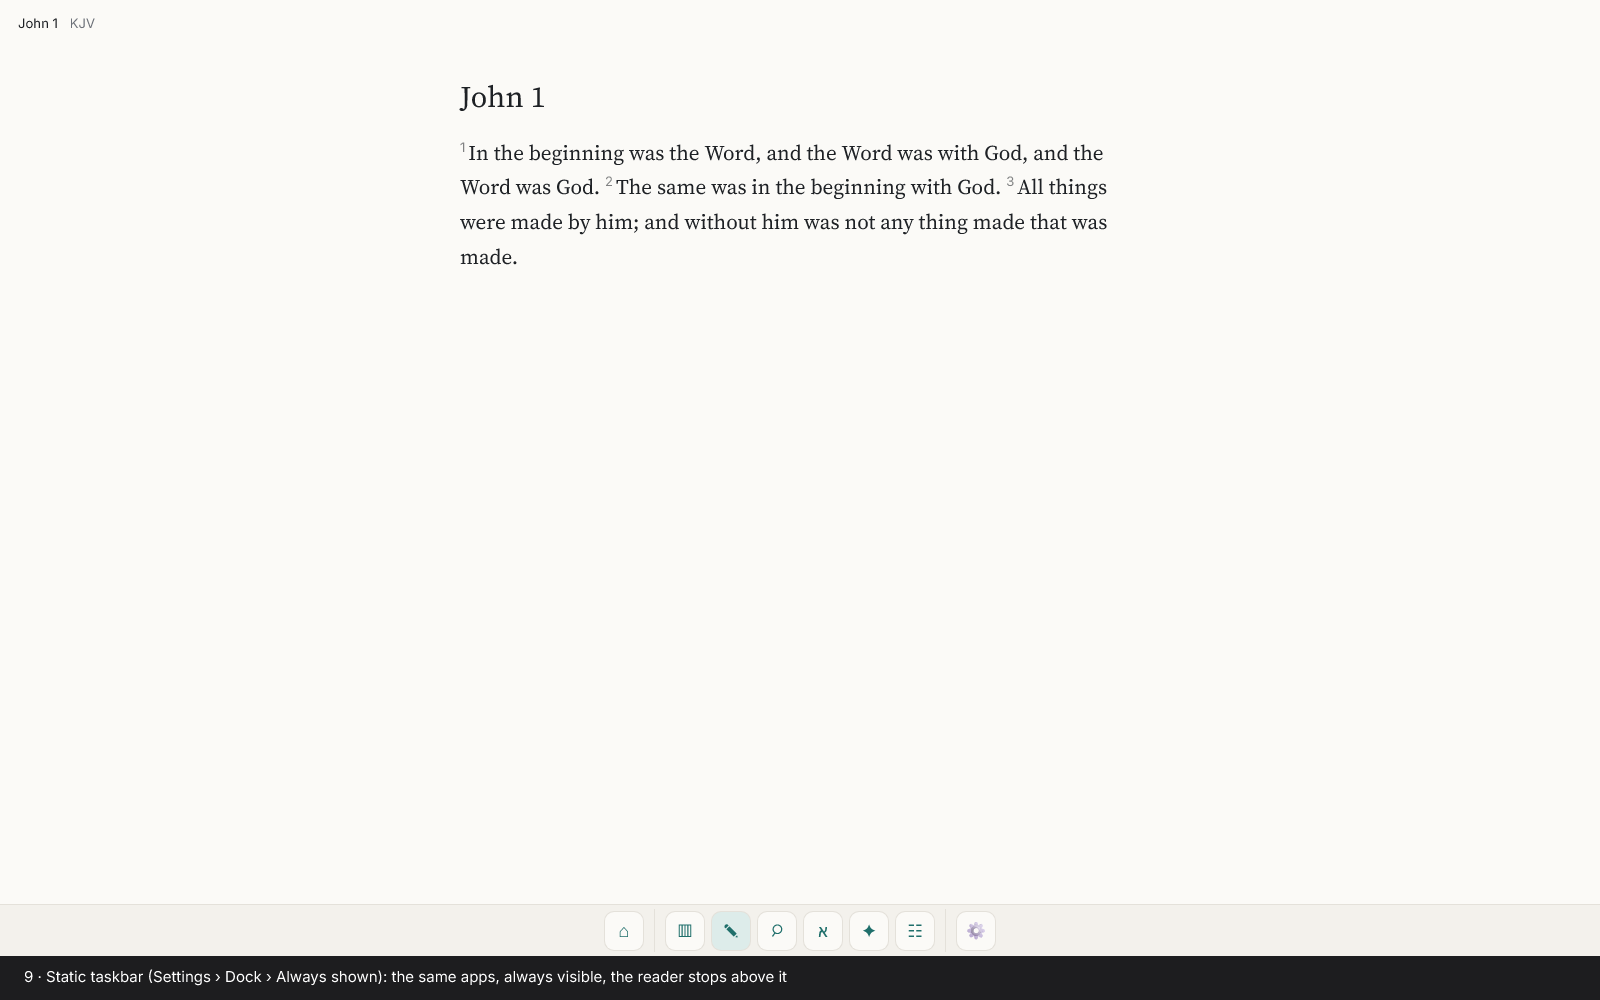 John 1 KJV
John 1
1 In the beginning was the Word, and the Word was with God, and the
Word was God. 2 The same was in the beginning with God. 3 All things
were made by him; and without him was not any thing made that was
made.
א
9 · Static taskbar (Settings › Dock › Always shown): the same apps, always visible, the reader stops above it